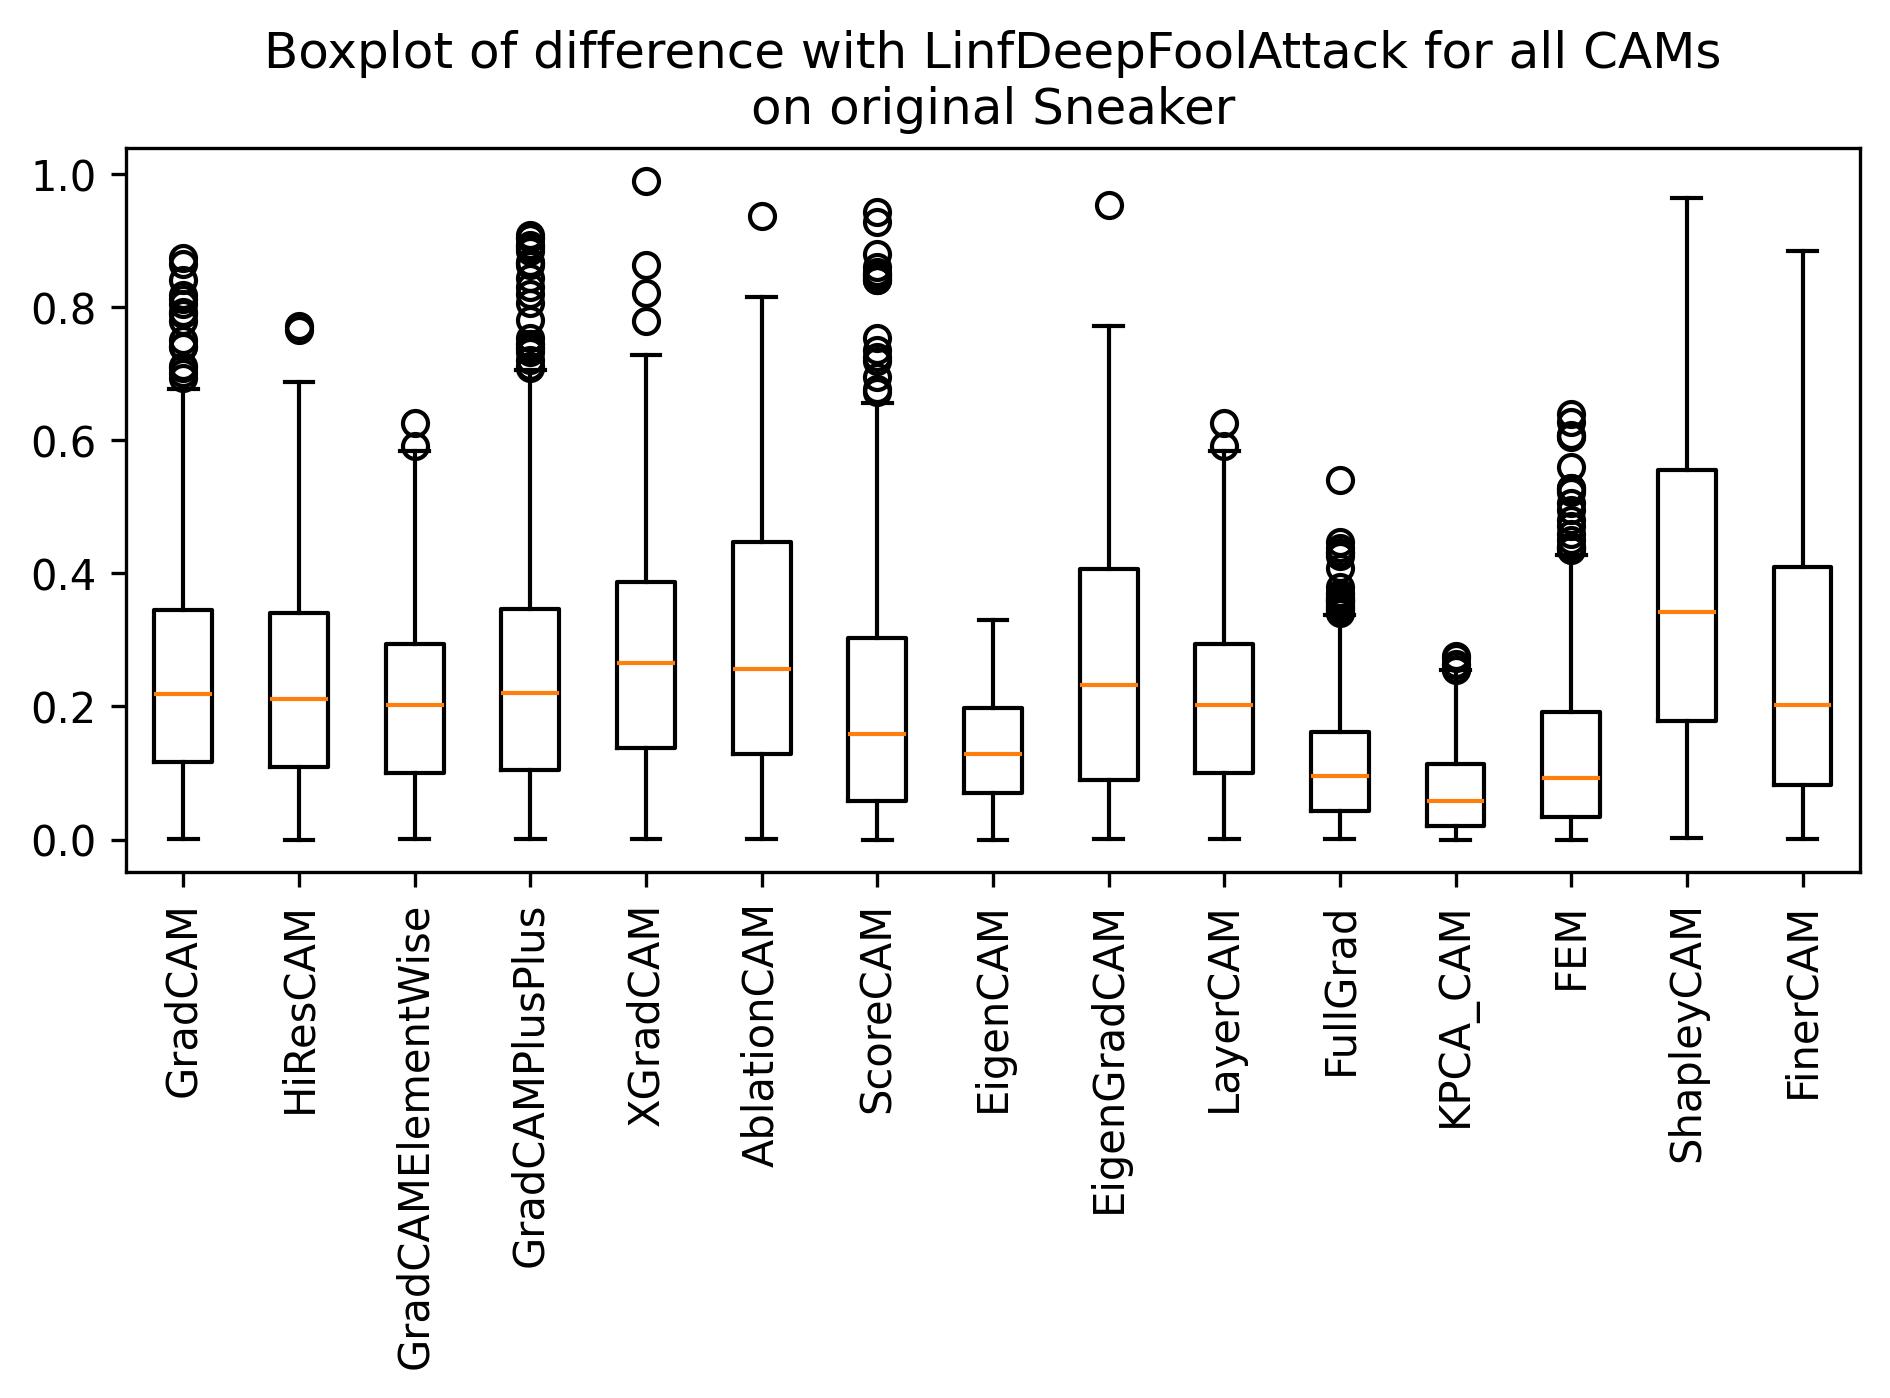 Boxplot of difference with LinfDeepFoolAttack for all CAMs
on original Sneaker
1.0
0.8
0.6
0.4
0.2
0.0
GradCAM
HiResCAM
GradCAMElementWise
GradCAMPlusPlus
XGradCAM
AblationCAM
ScoreCAM
EigenCAM
EigenGradCAM
LayerCAM
FullGrad
KPCA_CAM
FEM
ShapleyCAM
FinerCAM